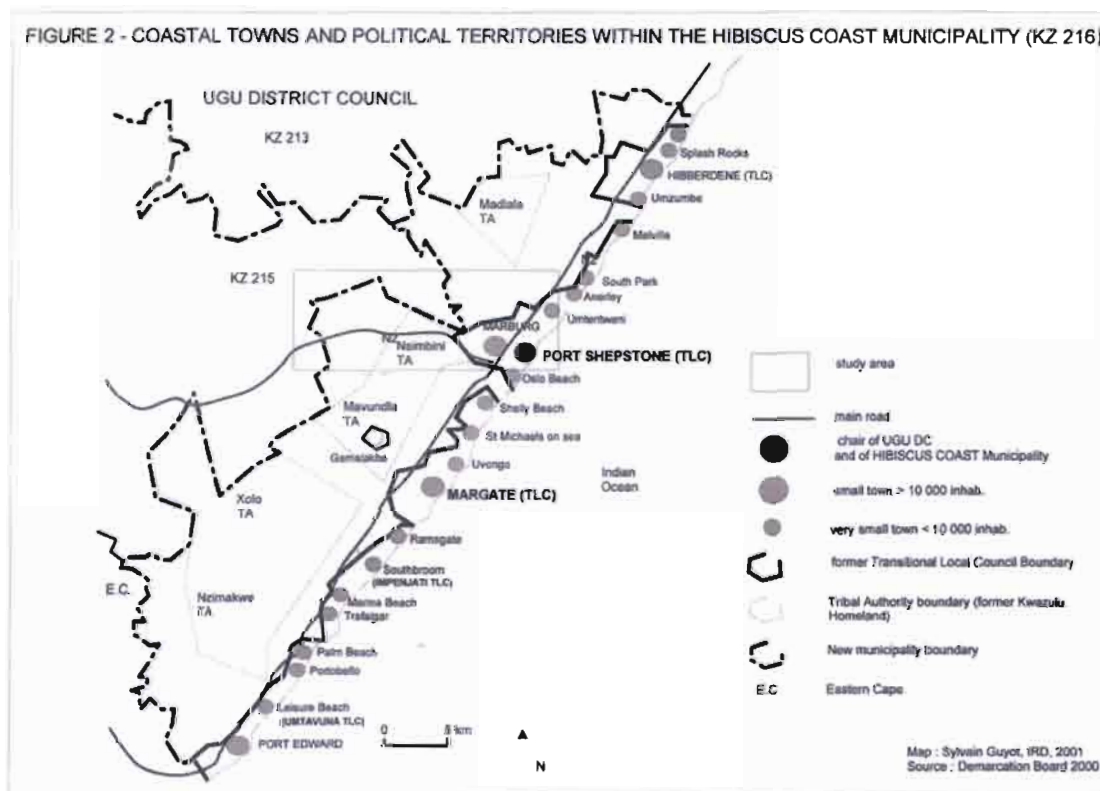 FIGURE 2 - COASTAL TOWNS AND POLITICAL TERRITORIES WITHIN THE HIBISCUS COAST MUNICIPALITY (KZ 216)
UGU DISTRICT COUNCIL
KZ 213
Splash Rocks
HIBBERDENE (TLC)
Umzumbe
Madlala
TA
Melville
N2
KZ 215
South Park
Anerley
Umtentweni
MARBURG
N2
Nsimbini
TA
PORT SHEPSTONE (TLC)
Oslo Beach
Mavundla
TA
Shelly Beach
Gamalakhe
St Michaels on sea
Uvongo
Indian
Ocean
MARGATE (TLC)
Xolo
TA
Ramsgate
Southbroom
(IMPENJATI TLC)
E.C.
Nzimakwe
TA
Marina Beach
Trafalgar
Palm Beach
Portobello
Leisure Beach
(UMTAVUNA TLC)
PORT EDWARD
0 5 km
N
study area
main road
chair of UGU DC
and of HIBISCUS COAST Municipality
small town > 10 000 inhab.
very small town < 10 000 inhab.
former Transitional Local Council Boundary
Tribal Authority boundary (former Kwazulu
Homeland)
New municipality boundary
E.C Eastern Cape
Map : Sylvain Guyot, IRD, 2001
Source : Demarcation Board 2000